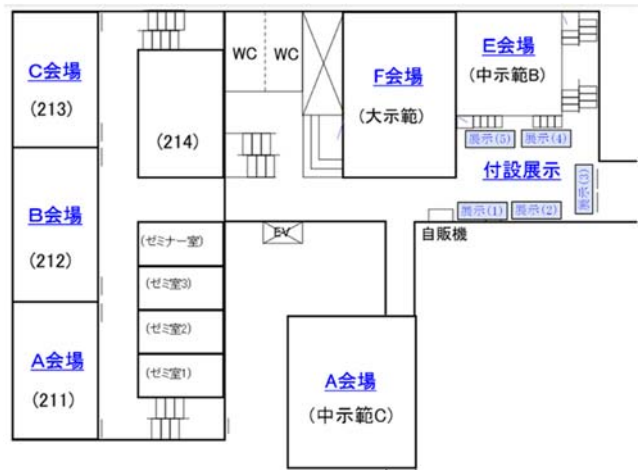 C会場
(213)
(214)
WC
WC
F会場
(大示範)
E会場
(中示範B)
展示(5)
展示(4)
付設展示
展示(3)
展示(1)
展示(2)
自販機
B会場
(212)
(ゼミナー室)
EV
(ゼミ室3)
(ゼミ室2)
(ゼミ室1)
A会場
(211)
A会場
(中示範C)